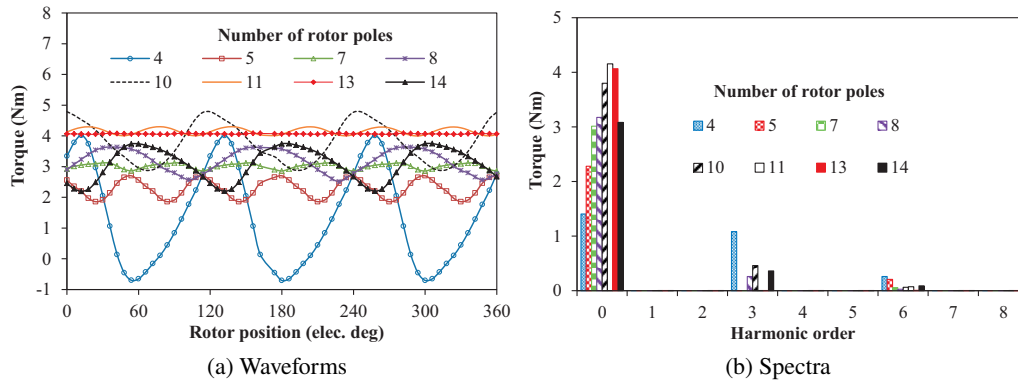 8
7
6
5
4
3
2
1
0
-1
Torque (Nm)
Number of rotor poles
4 5 7 8
10 11 13 14
0 60 120 180 240 300 360
Rotor position (elec. deg)
(a) Waveforms
5
4
3
2
1
0
Torque (Nm)
Number of rotor poles
4 5 7 8
10 11 13 14
0 1 2 3 4 5 6 7 8
Harmonic order
(b) Spectra